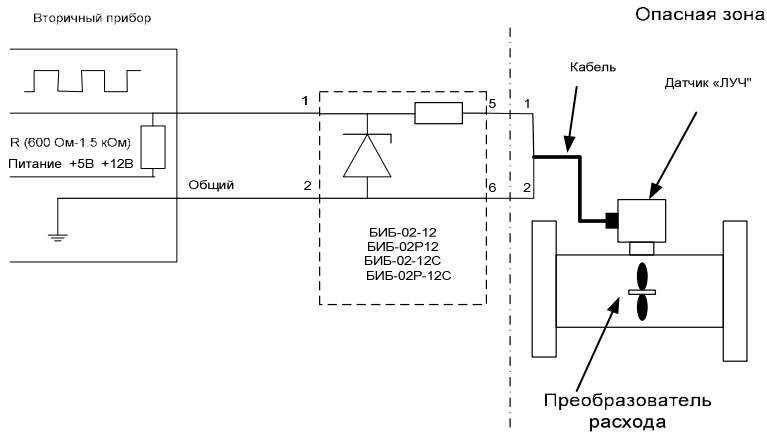 Опасная зона
Вторичный прибор
Кабель
Датчик «ЛУЧ"
1
5
1
R (600 Ом-1.5 кОм)
Питание +5В +12В
Общий
2
6
2
БИБ-02-12
БИБ-02Р12
БИБ-02-12С
БИБ-02Р-12С
Преобразователь
расхода